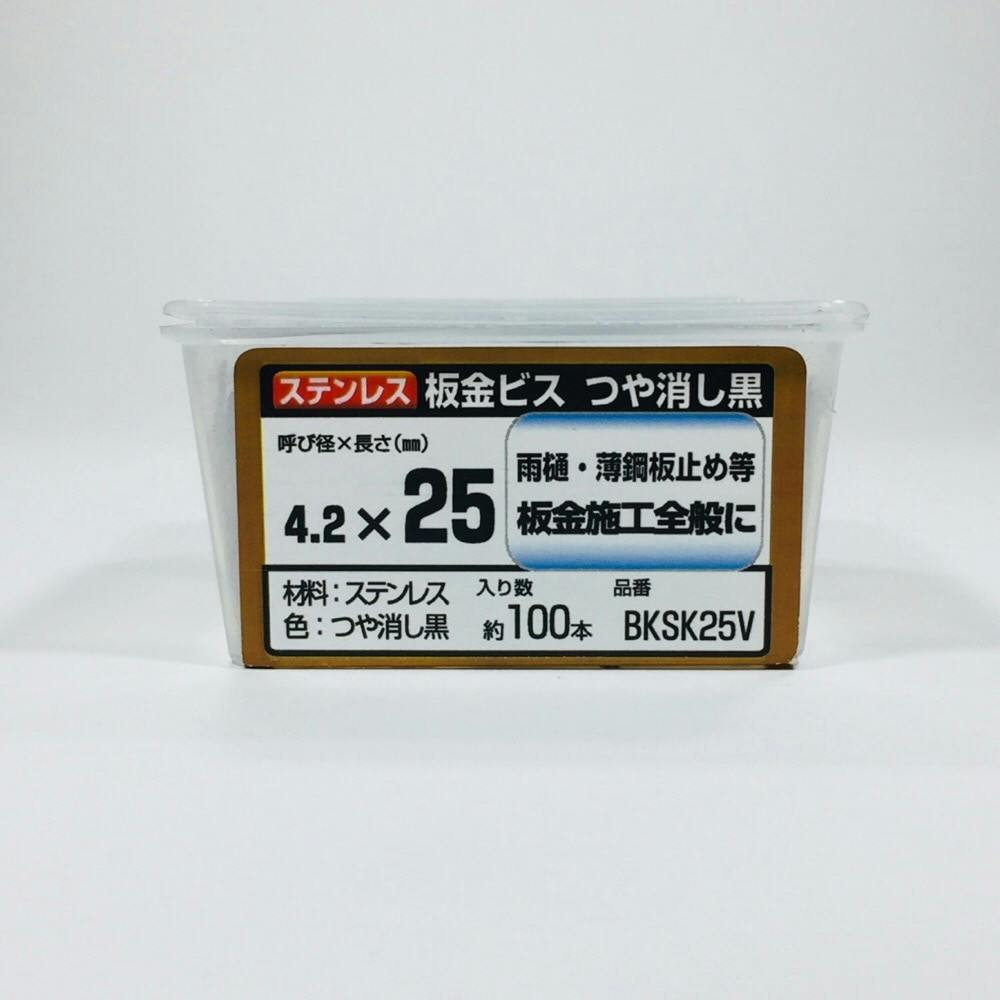 ステンレス 板金ビス つや消し黒
呼び径×長さ(㎜)
4.2×25
雨樋・薄鋼板止め等
板金施工全般に
材料：ステンレス
色：つや消し黒
入り数
約100本
品番
BKSK25V